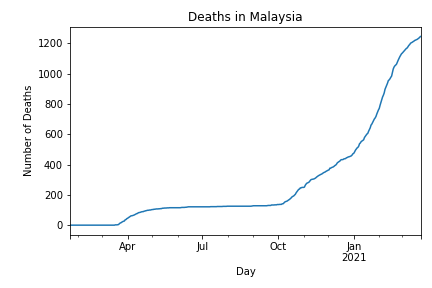 Deaths in Malaysia
1200
1000
800
600
400
200
0
Number of Deaths
Apr
Jul
Oct
Jan
2021
Day